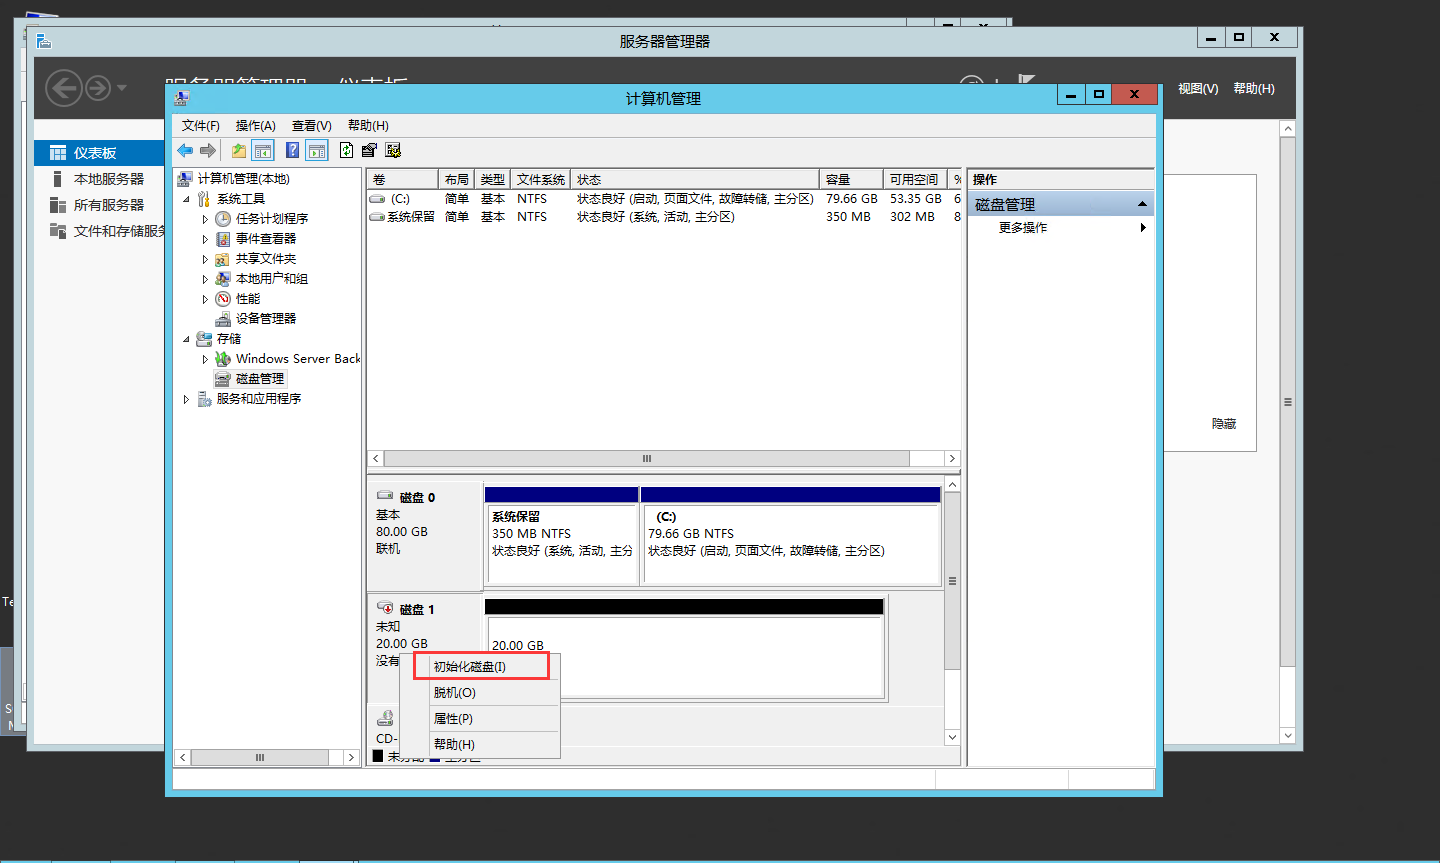 服务器管理器
视图(V) 帮助(H)
仪表板
本地服务器
所有服务器
文件和存储服务
隐藏
计算机管理
文件(F) 操作(A) 查看(V) 帮助(H)
计算机管理(本地)
系统工具
任务计划程序
事件查看器
共享文件夹
本地用户和组
性能
设备管理器
存储
Windows Server Back
磁盘管理
服务和应用程序
卷 布局 类型 文件系统 状态 容量 可用空间 %
(C:) 简单 基本 NTFS 状态良好 (启动, 页面文件, 故障转储, 主分区) 79.66 GB 53.35 GB 6
系统保留 简单 基本 NTFS 状态良好 (系统, 活动, 主分区) 350 MB 302 MB 8
操作
磁盘管理
更多操作
磁盘 0
基本
80.00 GB
联机
系统保留
350 MB NTFS
状态良好 (系统, 活动, 主分
(C:)
79.66 GB NTFS
状态良好 (启动, 页面文件, 故障转储, 主分区)
磁盘 1
未知
20.00 GB
没有
20.00 GB
初始化磁盘(I)
脱机(O)
属性(P)
帮助(H)
CD-